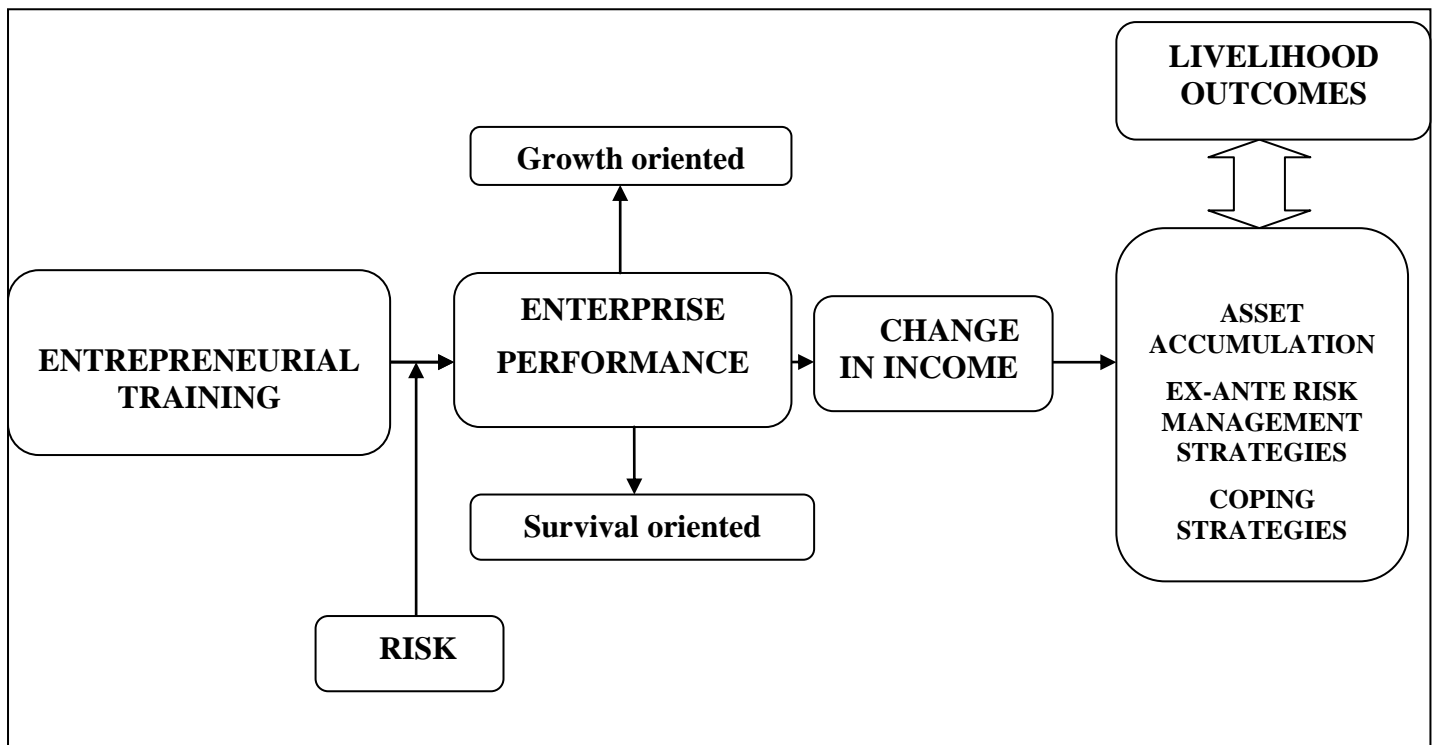 LIVELIHOOD
OUTCOMES
Growth oriented
ENTREPRENEURIAL
TRAINING
ENTERPRISE
PERFORMANCE
CHANGE
IN INCOME
ASSET
ACCUMULATION
EX-ANTE RISK
MANAGEMENT
STRATEGIES
COPING
STRATEGIES
Survival oriented
RISK